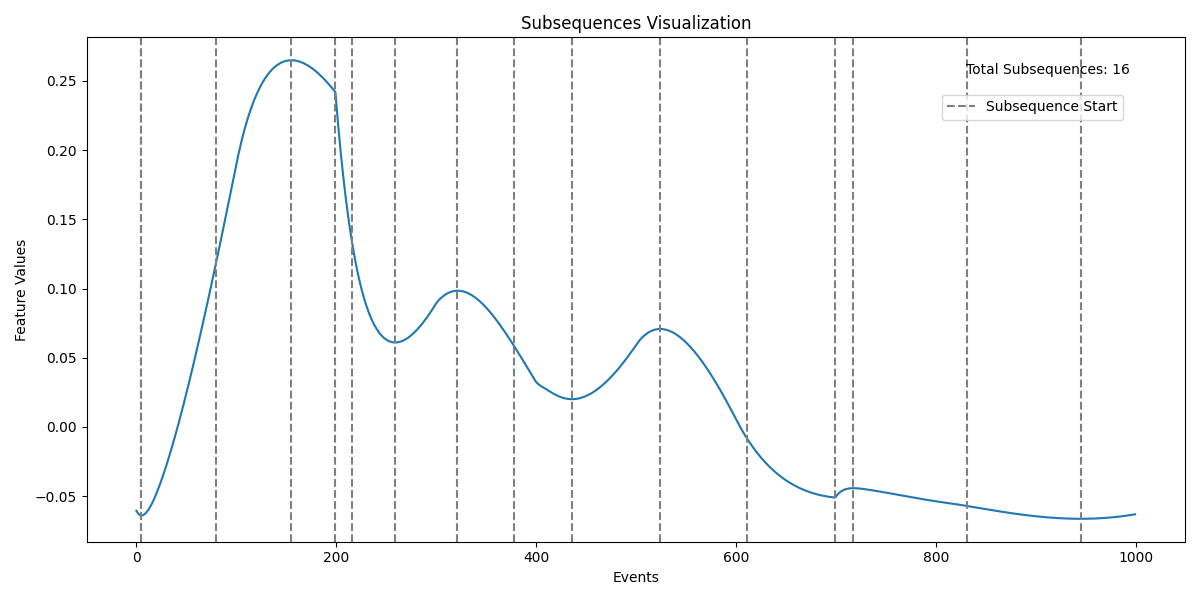 Subsequences Visualization
Total Subsequences: 16
Subsequence Start
Feature Values
0.25
0.20
0.15
0.10
0.05
0.00
−0.05
0 200 400 600 800 1000
Events